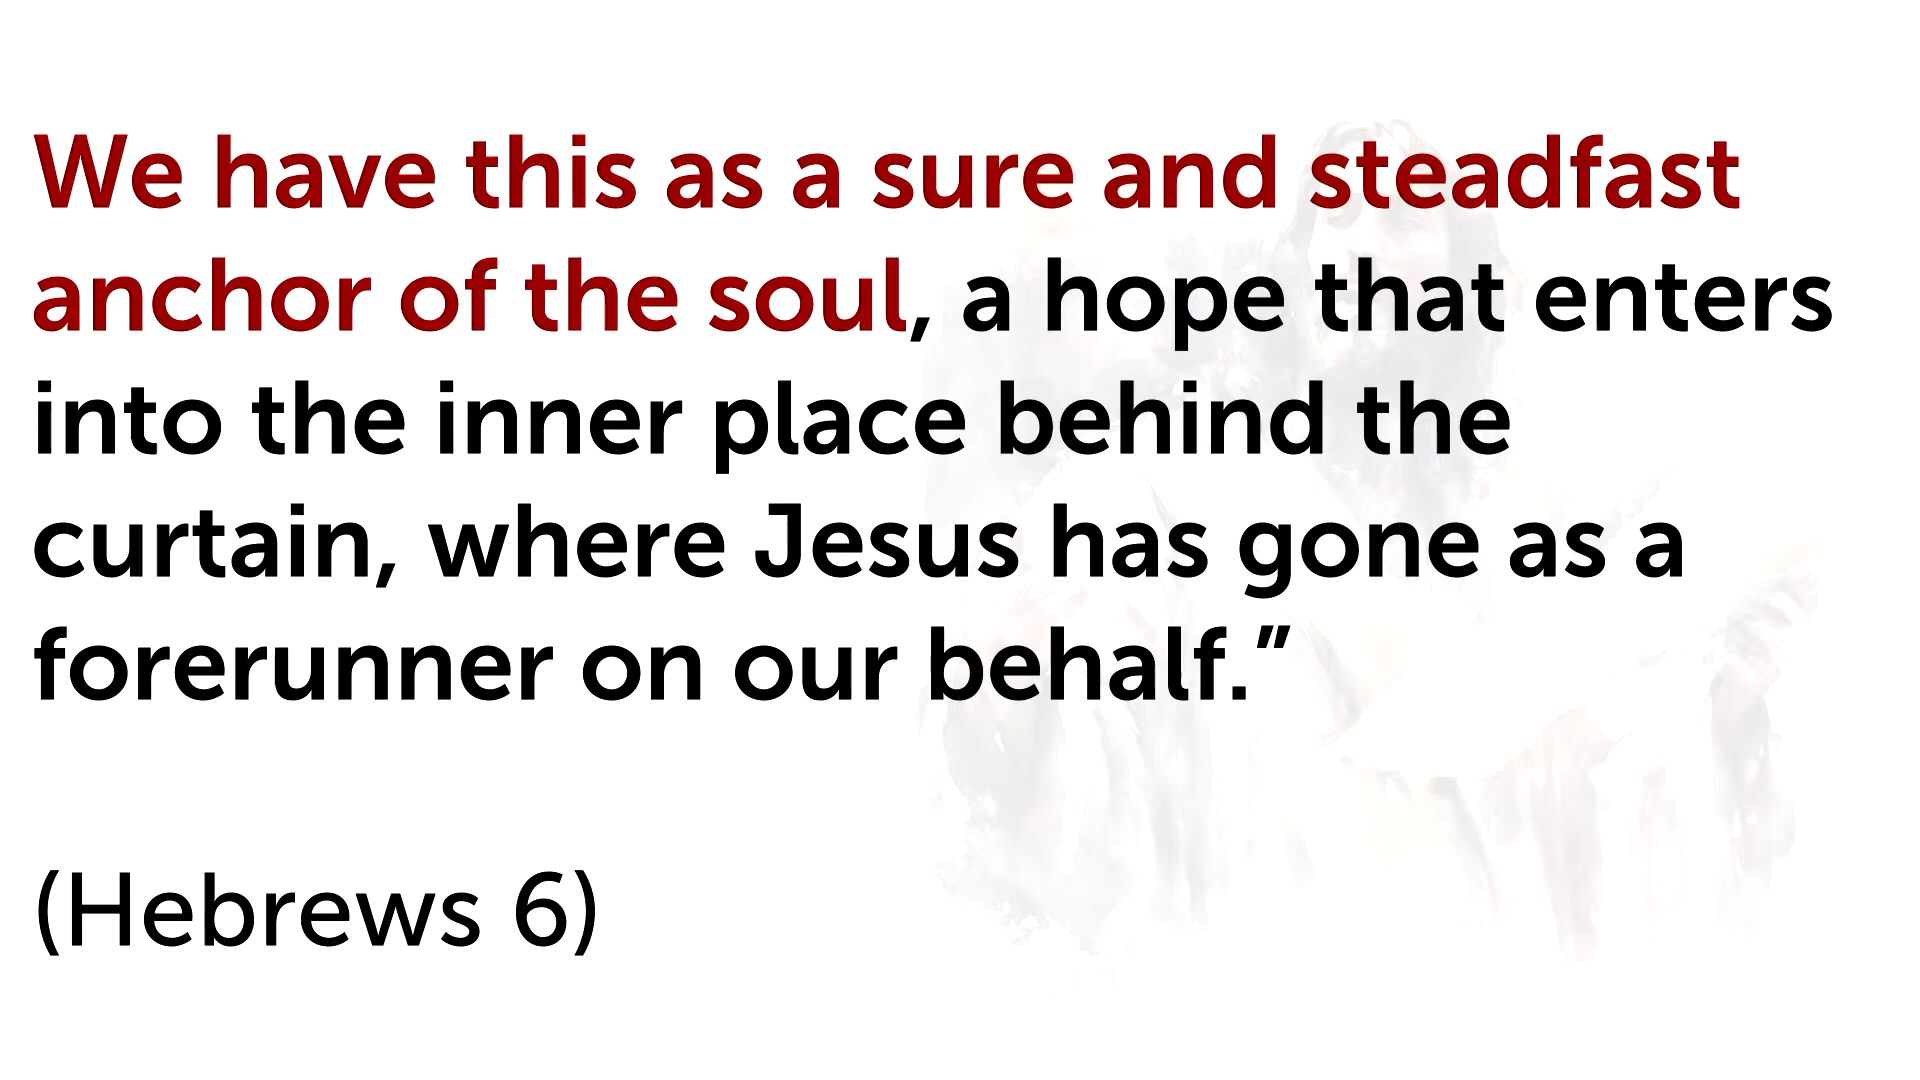 We have this as a sure and steadfast
anchor of the soul, a hope that enters
into the inner place behind the
curtain, where Jesus has gone as a
forerunner on our behalf.”
(Hebrews 6)